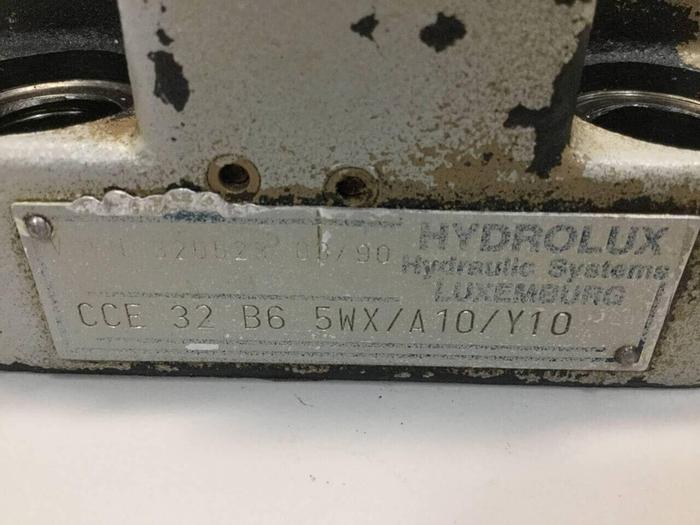 HYDROLUX
Hydraulic Systems
LUXEMBURG
CCE 32 B6 5WX/A10/Y10